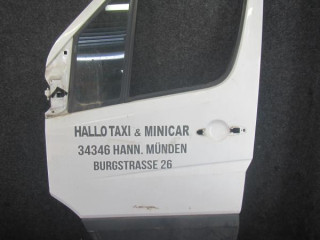 HALLO TAXI & MINICAR
34346 HANN. MÜNDEN
BURGSTRASSE 26